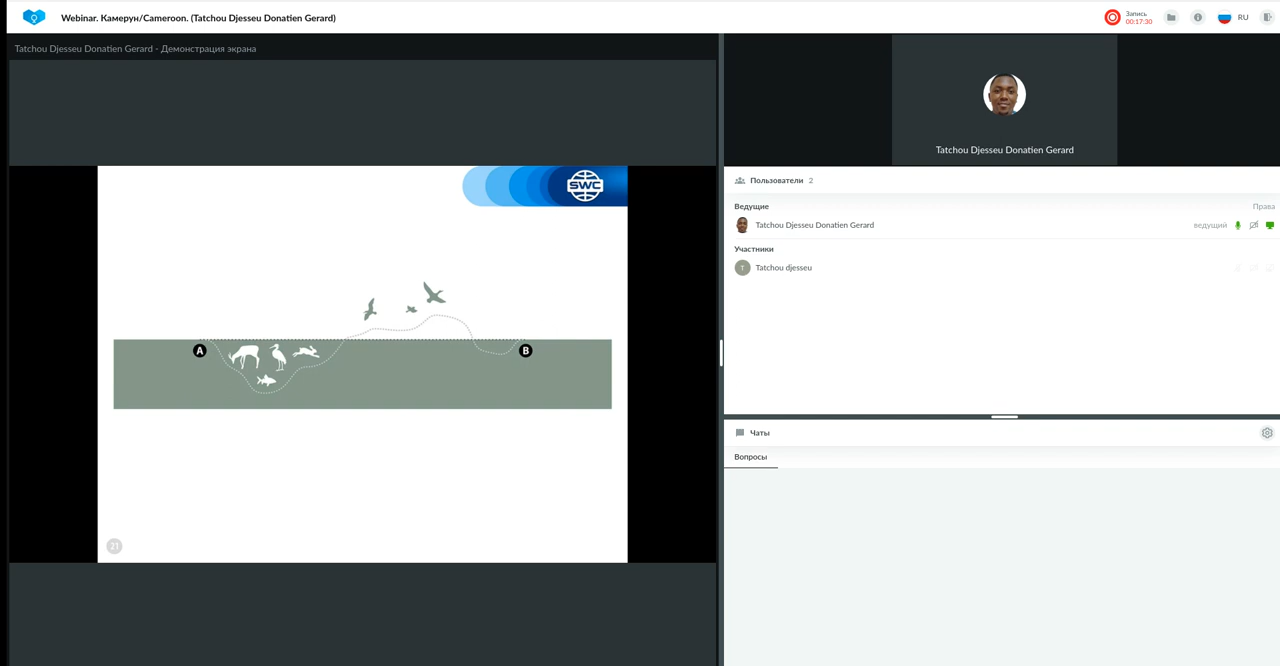 Webinar. Камерун/Cameroon. (Tatchou Djesseu Donatien Gerard)
Запись
00:17:30
RU
Tatchou Djesseu Donatien Gerard - Демонстрация экрана
SWC
A
B
21
Tatchou Djesseu Donatien Gerard
Пользователи 2
Ведущие Права
Tatchou Djesseu Donatien Gerard ведущий
Участники
T Tatchou djesseu
Чаты
Вопросы